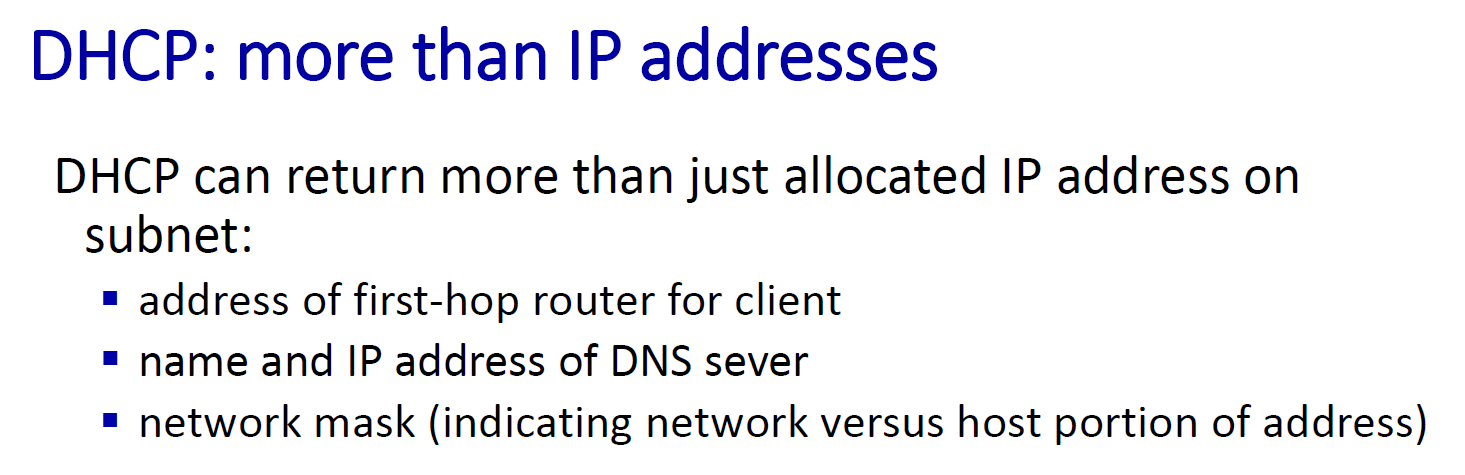 DHCP: more than IP addresses
DHCP can return more than just allocated IP address on
subnet:
▪ address of first-hop router for client
▪ name and IP address of DNS sever
▪ network mask (indicating network versus host portion of address)